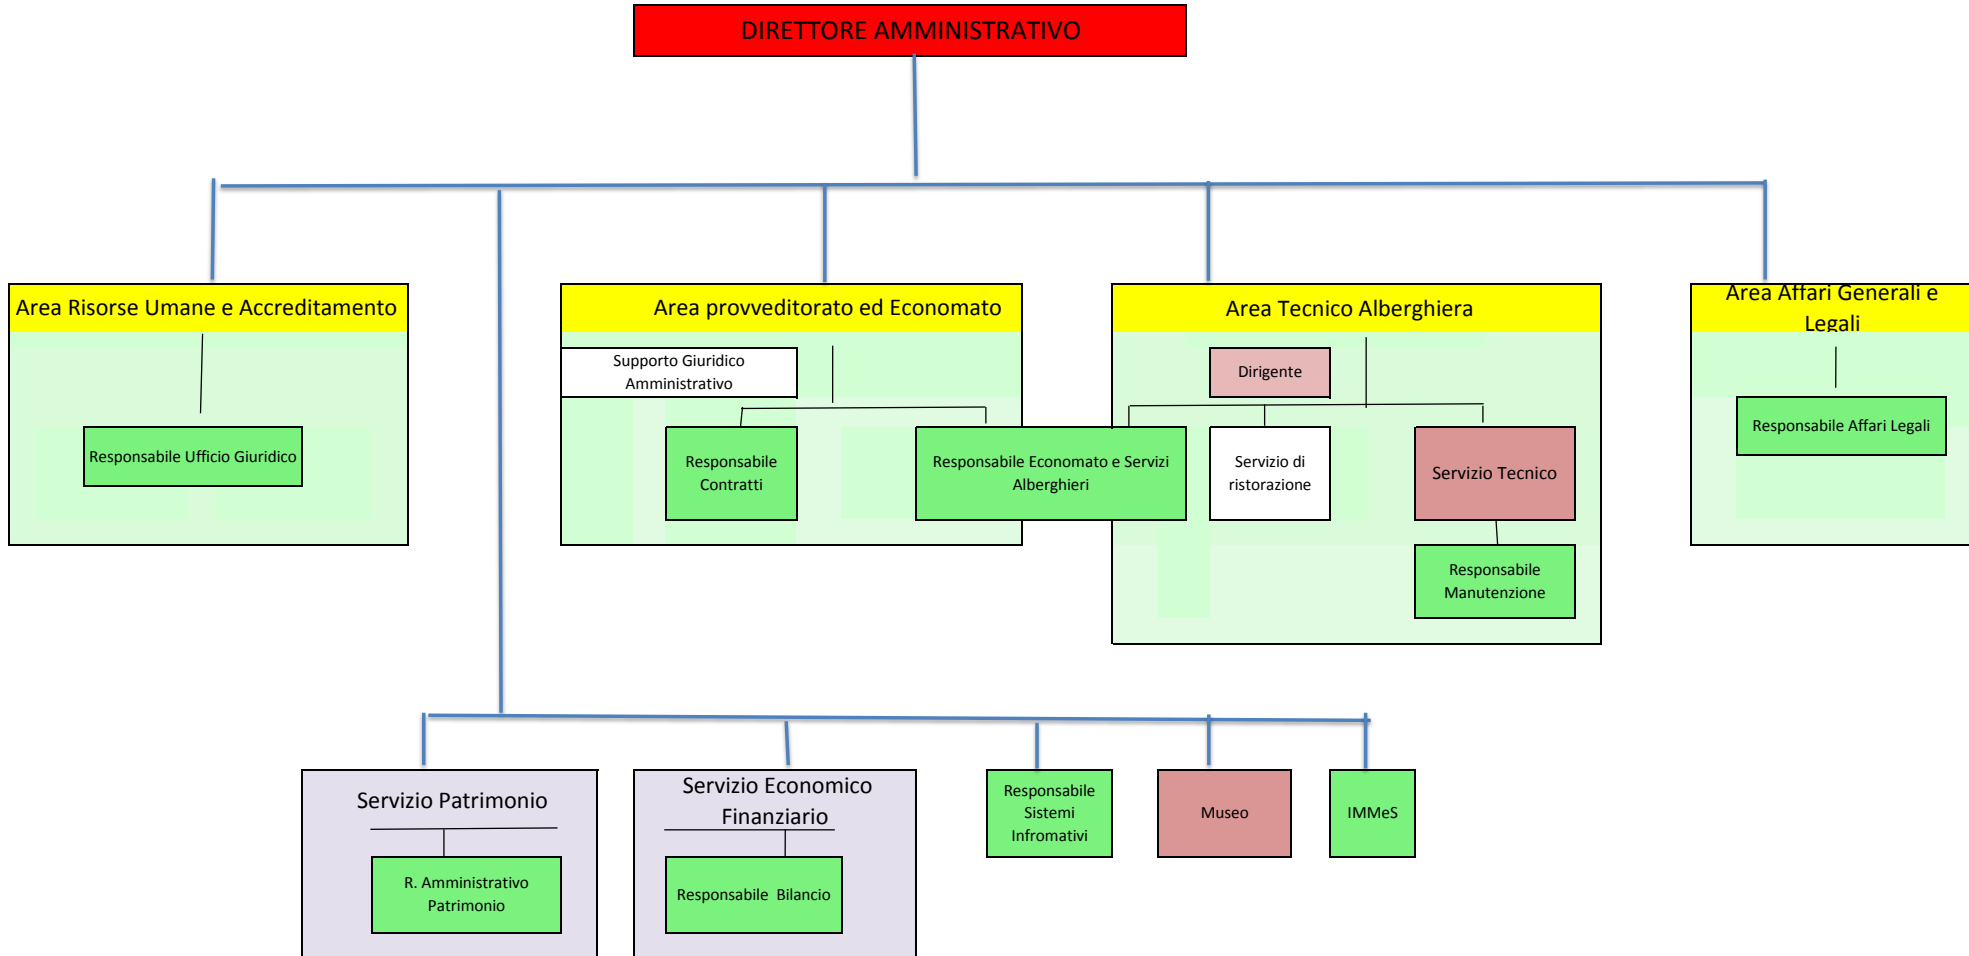 DIRETTORE AMMINISTRATIVO
Area Risorse Umane e Accreditamento
Area provveditorato ed Economato
Area Tecnico Alberghiera
Area Affari Generali e
Legali
Supporto Giuridico
Amministrativo
Dirigente
Responsabile Ufficio Giuridico
Responsabile
Contratti
Responsabile Economato e Servizi
Alberghieri
Servizio di
ristorazione
Servizio Tecnico
Responsabile Affari Legali
Responsabile
Manutenzione
Servizio Patrimonio
R. Amministrativo
Patrimonio
Servizio Economico
Finanziario
Responsabile  Bilancio
Responsabile
Sistemi
Infromativi
Museo
IMMeS